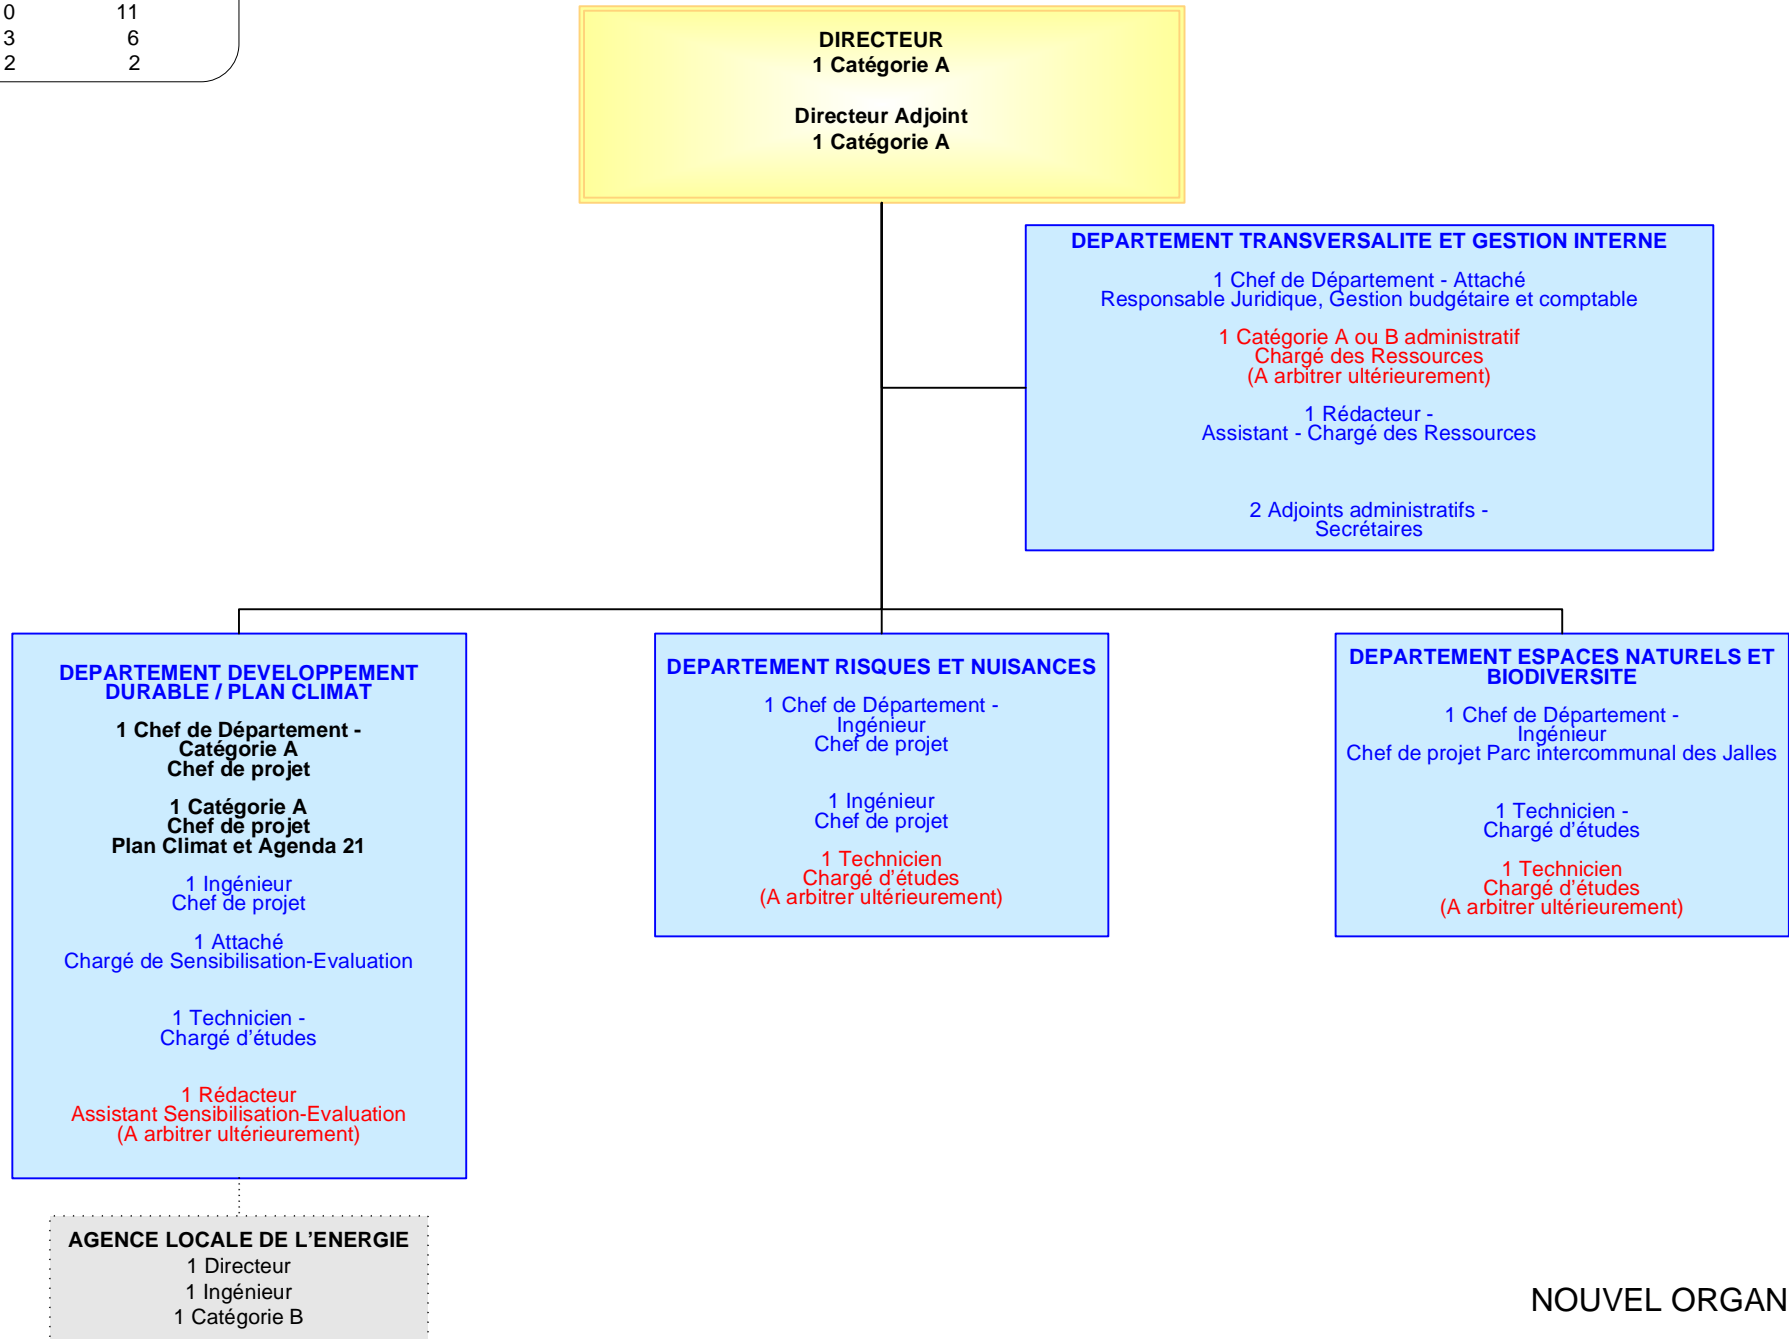 0 11
3 6
2 2
DIRECTEUR
1 Catégorie A
Directeur Adjoint
1 Catégorie A
DEPARTEMENT TRANSVERSALITE ET GESTION INTERNE
1 Chef de Département - Attaché
Responsable Juridique, Gestion budgétaire et comptable
1 Catégorie A ou B administratif
Chargé des Ressources
(A arbitrer ultérieurement)
1 Rédacteur -
Assistant - Chargé des Ressources
2 Adjoints administratifs -
Secrétaires
DEPARTEMENT DEVELOPPEMENT
DURABLE / PLAN CLIMAT
1 Chef de Département -
Catégorie A
Chef de projet
1 Catégorie A
Chef de projet
Plan Climat et Agenda 21
1 Ingénieur
Chef de projet
1 Attaché
Chargé de Sensibilisation-Evaluation
1 Technicien -
Chargé d’études
1 Rédacteur
Assistant Sensibilisation-Evaluation
(A arbitrer ultérieurement)
DEPARTEMENT RISQUES ET NUISANCES
1 Chef de Département -
Ingénieur
Chef de projet
1 Ingénieur
Chef de projet
1 Technicien
Chargé d’études
(A arbitrer ultérieurement)
DEPARTEMENT ESPACES NATURELS ET
BIODIVERSITE
1 Chef de Département -
Ingénieur
Chef de projet Parc intercommunal des Jalles
1 Technicien -
Chargé d’études
1 Technicien
Chargé d’études
(A arbitrer ultérieurement)
AGENCE LOCALE DE L’ENERGIE
1 Directeur
1 Ingénieur
1 Catégorie B
NOUVEL ORGAN